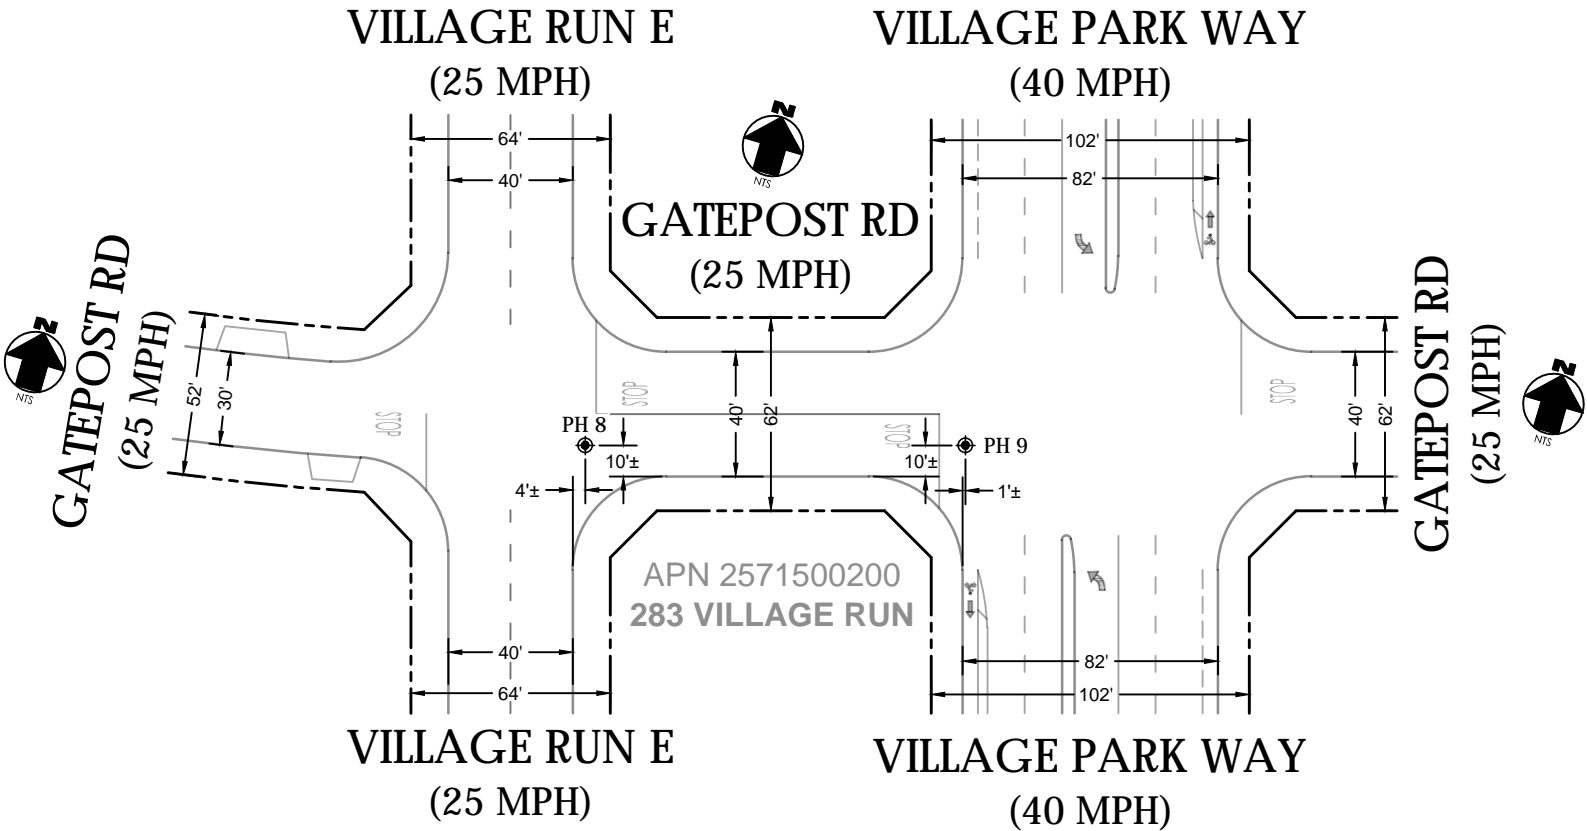 VILLAGE RUN E
(25 MPH)
VILLAGE PARK WAY
(40 MPH)
64'
40'
N
NTS
102'
82'
GATEPOST RD
(25 MPH)
GATEPOST RD
(25 MPH)
N
NTS
52'
30'
STOP
STOP
PH 8
10'±
4'±
40'
62'
STOP
10'±
PH 9
1'±
STOP
40'
62'
GATEPOST RD
(25 MPH)
N
NTS
APN 2571500200
283 VILLAGE RUN
40'
64'
82'
102'
VILLAGE RUN E
(25 MPH)
VILLAGE PARK WAY
(40 MPH)